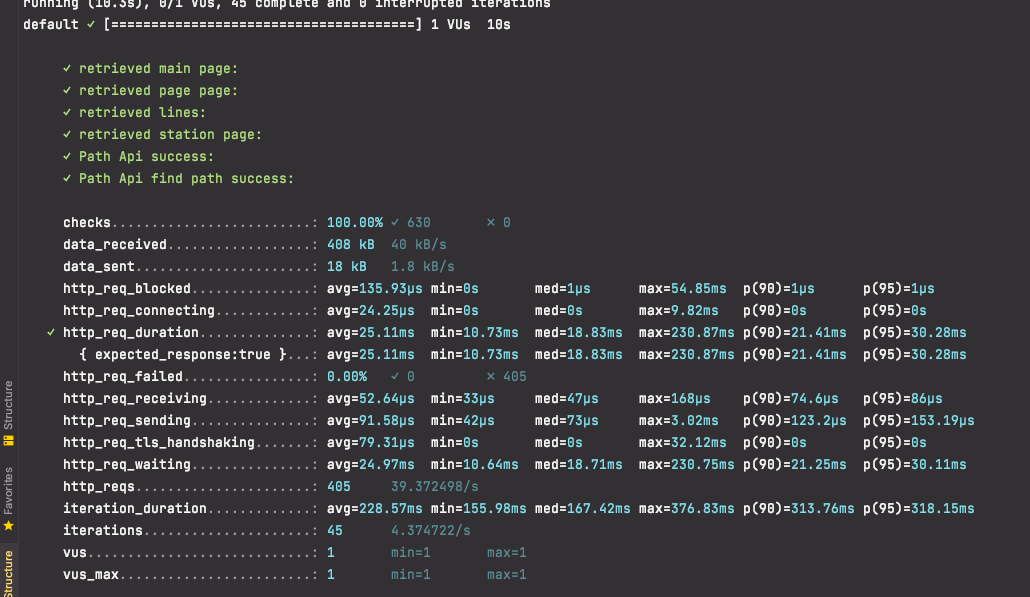 running (10.3s), 0/1 VUs, 45 complete and 0 interrupted iterations
default ✓ [======================================] 1 VUs  10s
✓ retrieved main page:
✓ retrieved page page:
✓ retrieved lines:
✓ retrieved station page:
✓ Path Api success:
✓ Path Api find path success:
checks.........................: 100.00% ✓ 630       ✕ 0
data_received..................: 408 kB  40 kB/s
data_sent......................: 18 kB   1.8 kB/s
http_req_blocked...............: avg=135.93µs min=0s       med=1µs      max=54.85ms  p(90)=1µs      p(95)=1µs
http_req_connecting............: avg=24.25µs  min=0s       med=0s       max=9.82ms   p(90)=0s       p(95)=0s
✓ http_req_duration..............: avg=25.11ms  min=10.73ms  med=18.83ms  max=230.87ms p(90)=21.41ms  p(95)=30.28ms
{ expected_response:true }...: avg=25.11ms  min=10.73ms  med=18.83ms  max=230.87ms p(90)=21.41ms  p(95)=30.28ms
http_req_failed................: 0.00%   ✓ 0         ✕ 405
http_req_receiving.............: avg=52.64µs  min=33µs     med=47µs     max=168µs    p(90)=74.6µs   p(95)=86µs
http_req_sending...............: avg=91.58µs  min=42µs     med=73µs     max=3.02ms   p(90)=123.2µs  p(95)=153.19µs
http_req_tls_handshaking.......: avg=79.31µs  min=0s       med=0s       max=32.12ms  p(90)=0s       p(95)=0s
http_req_waiting...............: avg=24.97ms  min=10.64ms  med=18.71ms  max=230.75ms p(90)=21.25ms  p(95)=30.11ms
http_reqs......................: 405     39.372498/s
iteration_duration.............: avg=228.57ms min=155.98ms med=167.42ms max=376.83ms p(90)=313.76ms p(95)=318.15ms
iterations.....................: 45      4.374722/s
vus............................: 1       min=1       max=1
vus_max........................: 1       min=1       max=1
Structure
Favorites
Structure